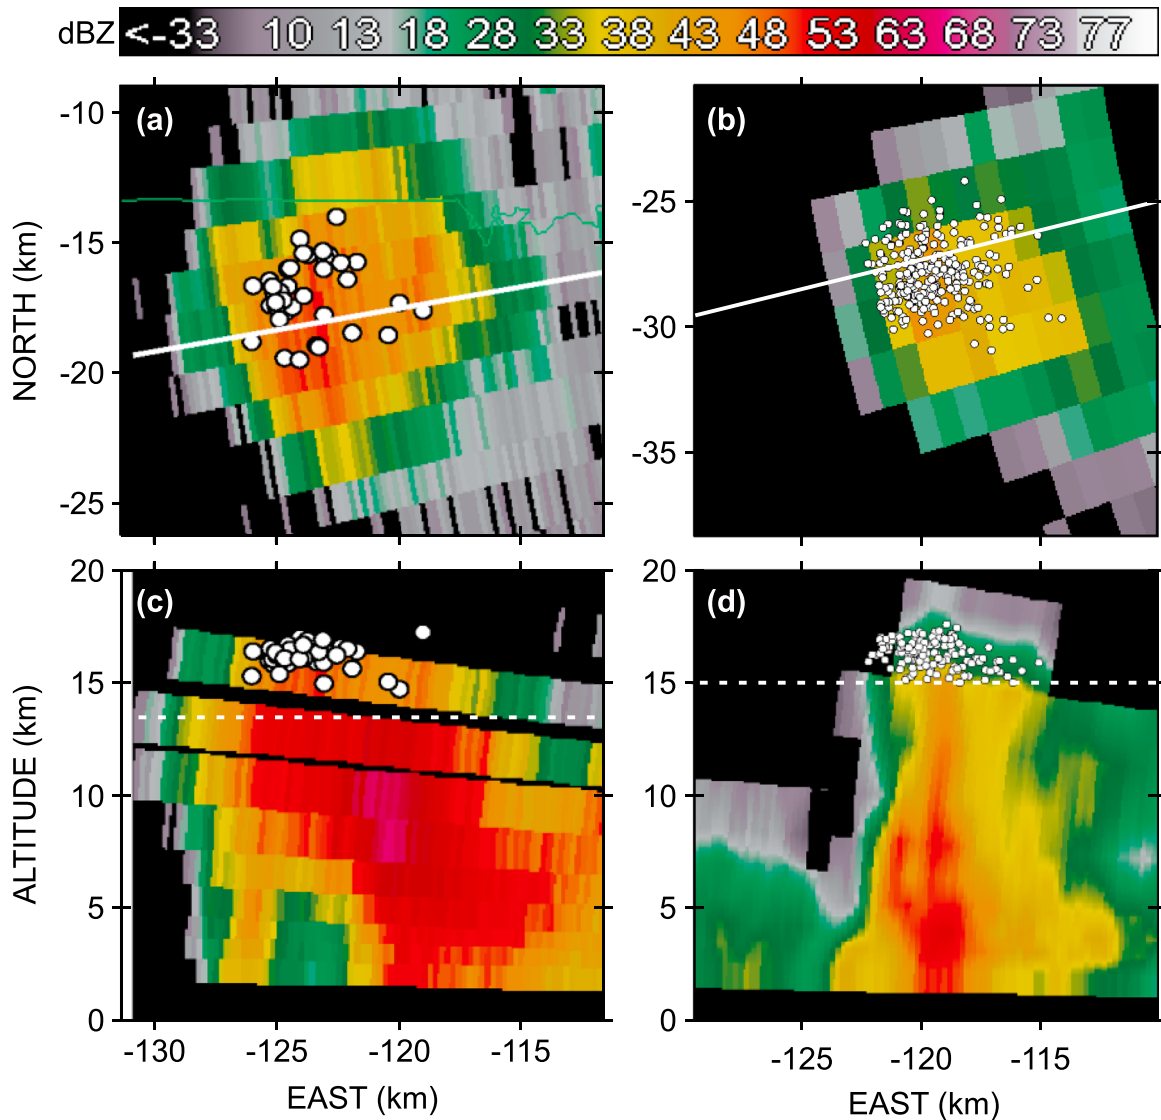 dBZ <-33 10 13 18 28 33 38 43 48 53 63 68 73 77
(a) (b)
-10
-15
-20
-25
NORTH (km)
-25
-30
-35
(c) (d)
20
15
10
5
0
ALTITUDE (km)
20
15
10
5
0
-130 -125 -120 -115
-125 -120 -115
EAST (km) EAST (km)